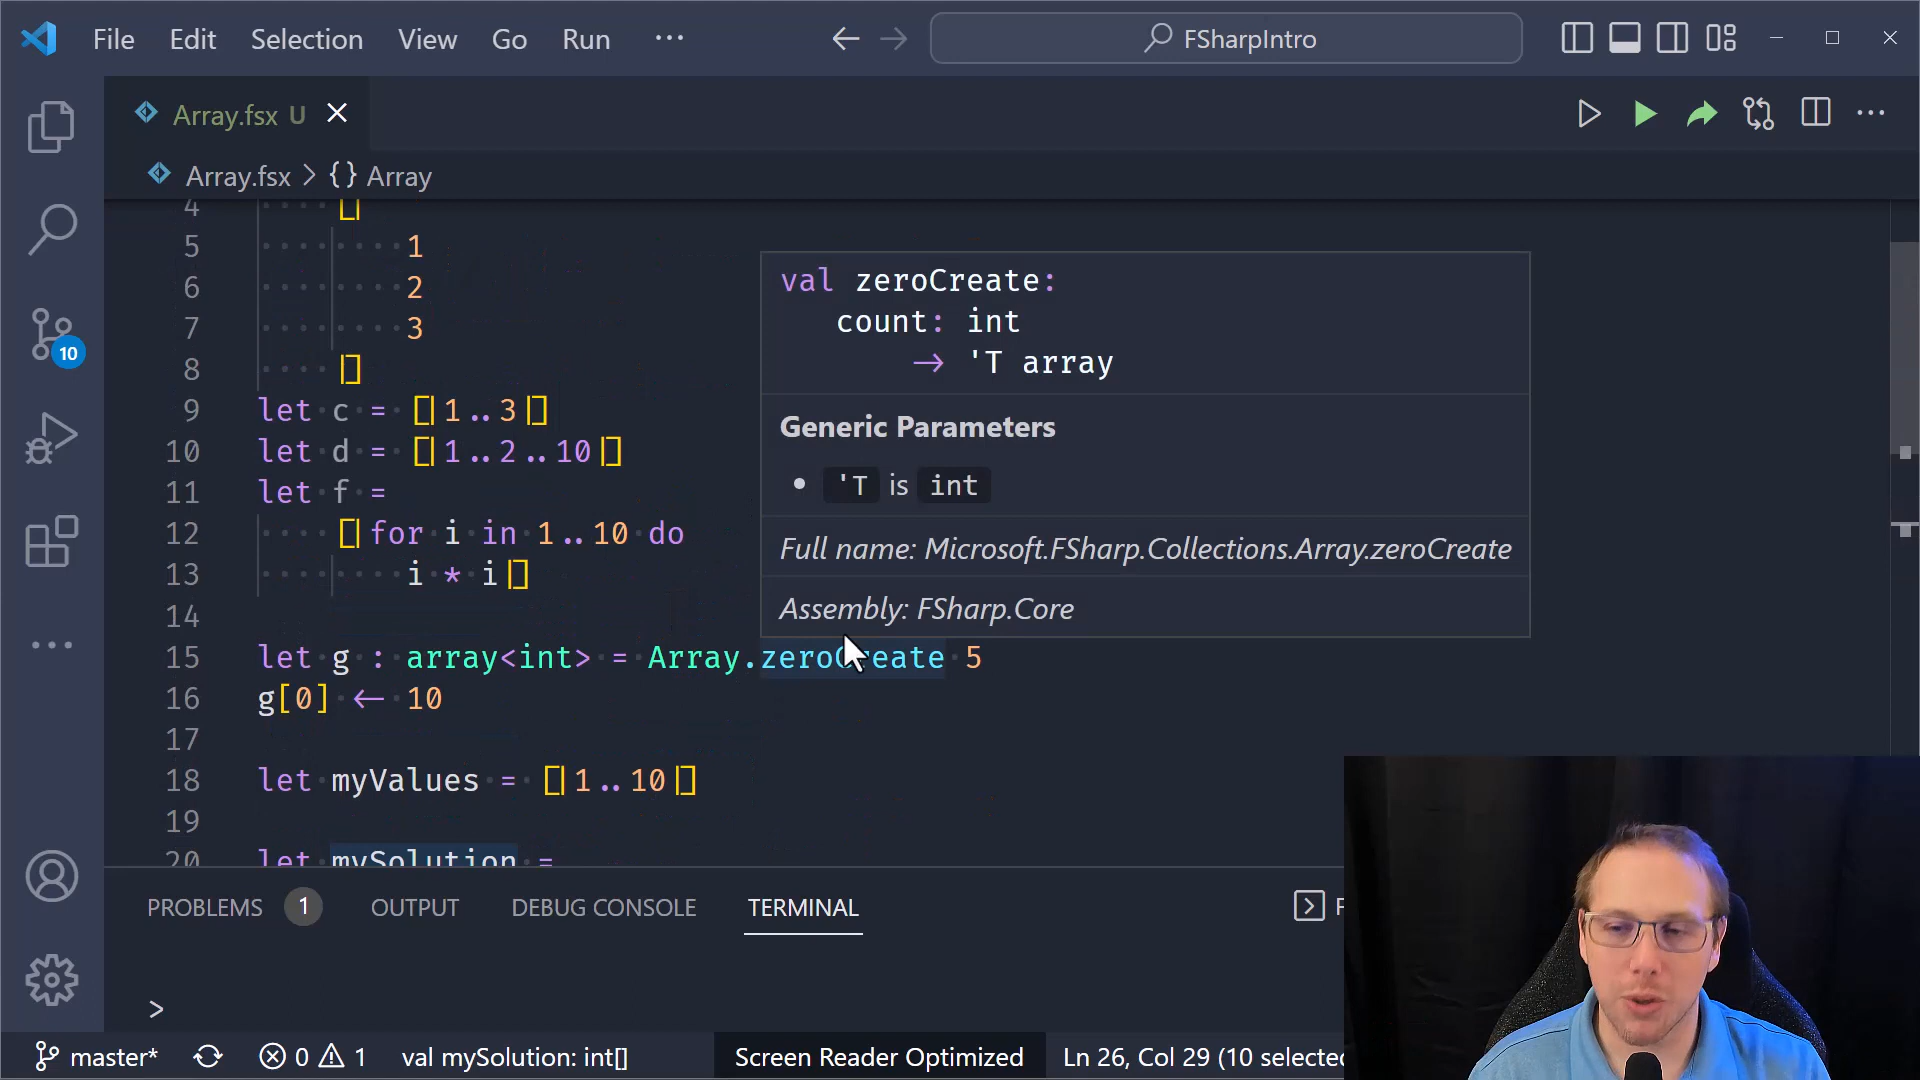 File Edit Selection View Go Run ··· FSharpIntro
Array.fsx U
Array.fsx > {} Array
4 []
5 1
6 2
7 3
8 |]
9 let c = [|1..3|]
10 let d = [|1..2..10|]
11 let f =
12 [|for i in 1..10 do
13 i * i|]
14
15 let g : array<int> = Array.zeroCreate 5
16 g[0] <- 10
17
18 let myValues = [|1..10|]
19
20 let mySolution =
val zeroCreate:
count: int
-> 'T array
Generic Parameters
• 'T is int
Full name: Microsoft.FSharp.Collections.Array.zeroCreate
Assembly: FSharp.Core
PROBLEMS 1 OUTPUT DEBUG CONSOLE TERMINAL
>
10
master* 0 1 val mySolution: int[] Screen Reader Optimized Ln 26, Col 29 (10 selected